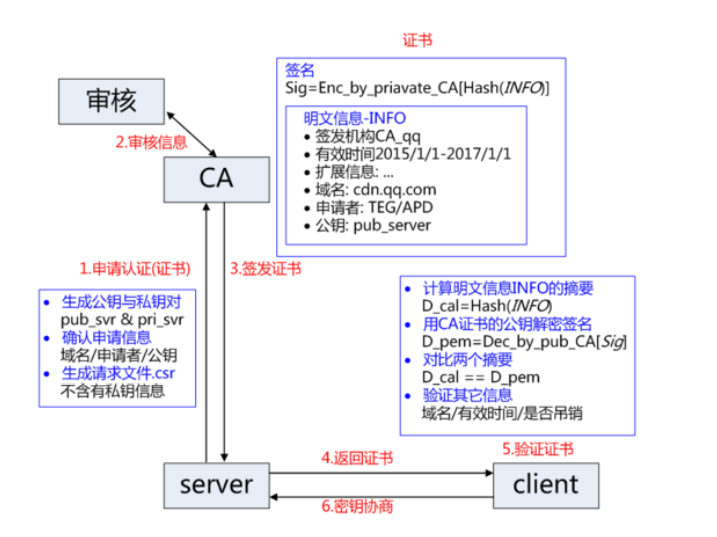 证书
签名
Sig=Enc_by_priavate_CA[Hash(INFO)]
明文信息-INFO
• 签发机构CA_qq
• 有效时间2015/1/1-2017/1/1
• 扩展信息: ...
• 域名: cdn.qq.com
• 申请者: TEG/APD
• 公钥: pub_server
审核
2.审核信息
CA
1.申请认证(证书)
3.签发证书
• 生成公钥与私钥对
pub_svr & pri_svr
• 确认申请信息
域名/申请者/公钥
• 生成请求文件.csr
不含有私钥信息
• 计算明文信息INFO的摘要
D_cal=Hash(INFO)
• 用CA证书的公钥解密签名
D_pem=Dec_by_pub_CA[Sig]
• 对比两个摘要
D_cal == D_pem
• 验证其它信息
域名/有效时间/是否吊销
4.返回证书
5.验证证书
server
client
6.密钥协商